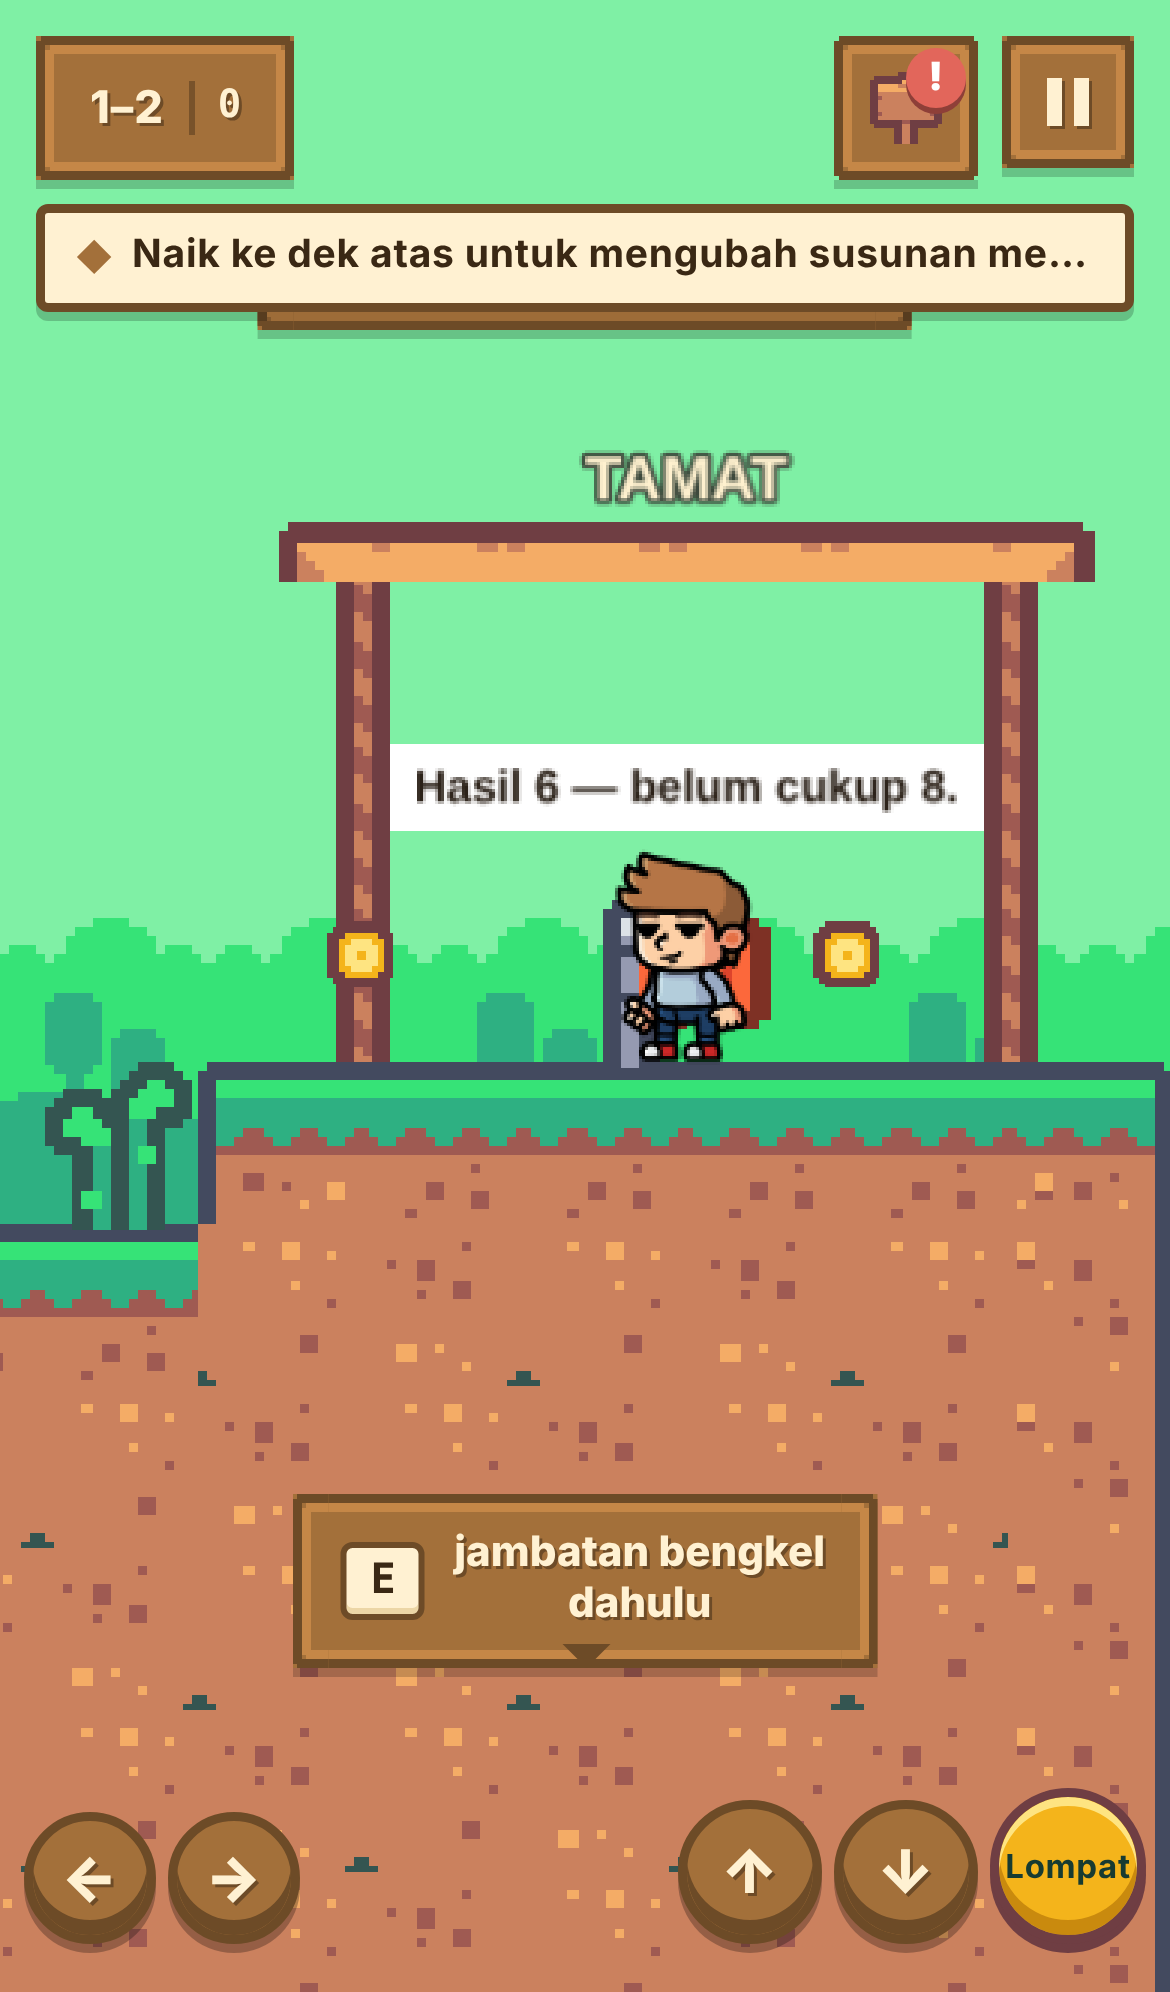 1–2 | 0
!
Naik ke dek atas untuk mengubah susunan me...
TAMAT
Hasil 6 — belum cukup 8.
E
jambatan bengkel
dahulu
Lompat